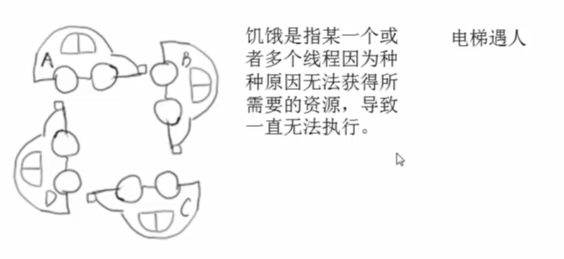 A
B
D
C
饥饿是指某一个或
者多个线程因为种
种原因无法获得所
需要的资源，导致
一直无法执行。
电梯遇人